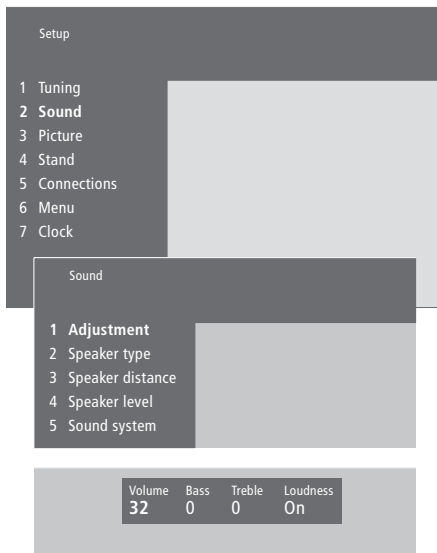 Setup
1 Tuning
2 Sound
3 Picture
4 Stand
5 Connections
6 Menu
7 Clock
Sound
1 Adjustment
2 Speaker type
3 Speaker distance
4 Speaker level
5 Sound system
Volume Bass Treble Loudness
32 0 0 On